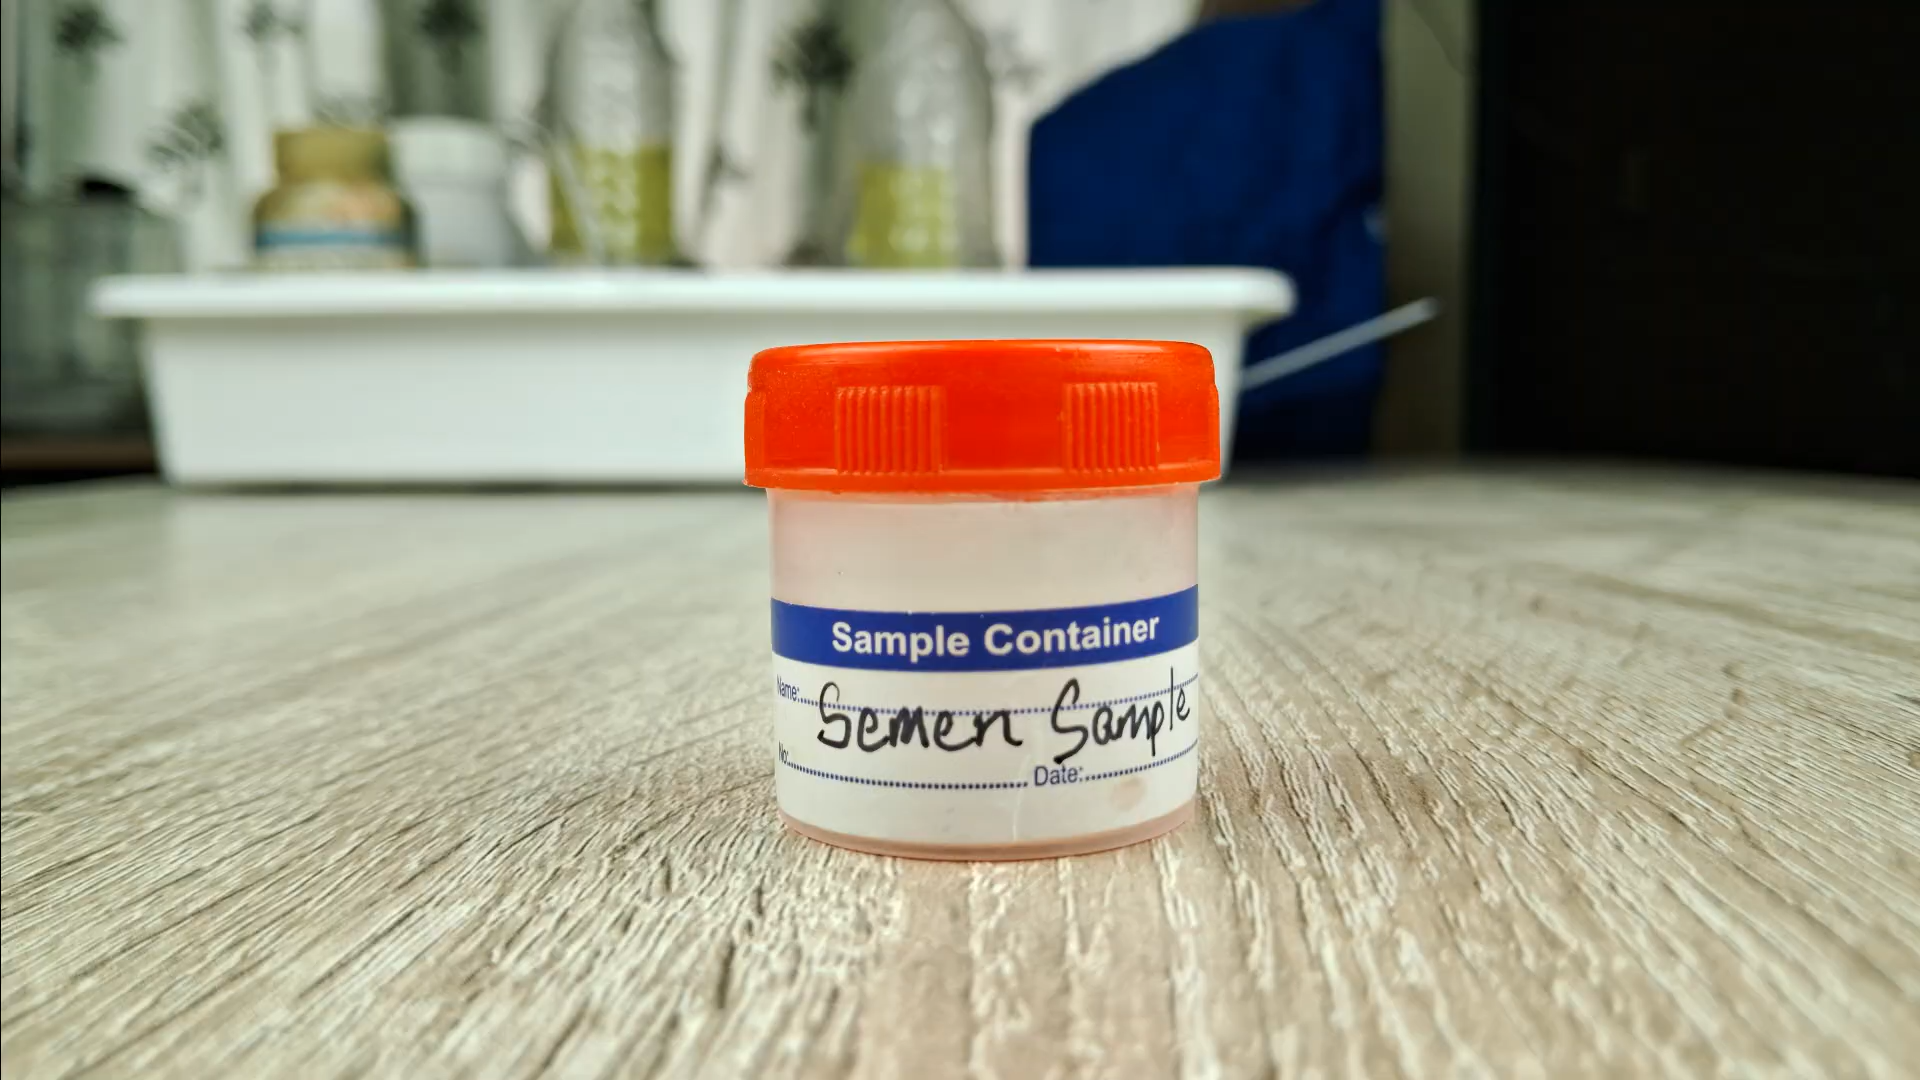 Sample Container
Name:
Semen Sample
No:
Date: